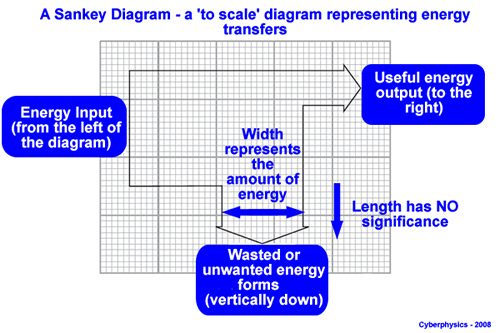 A Sankey Diagram - a 'to scale' diagram representing energy
transfers
Energy Input
(from the left of
the diagram)
Useful energy
output (to the
right)
Width
represents
the
amount of
energy
Length has NO
significance
Wasted or
unwanted energy
forms
(vertically down)
Cyberphysics - 2008